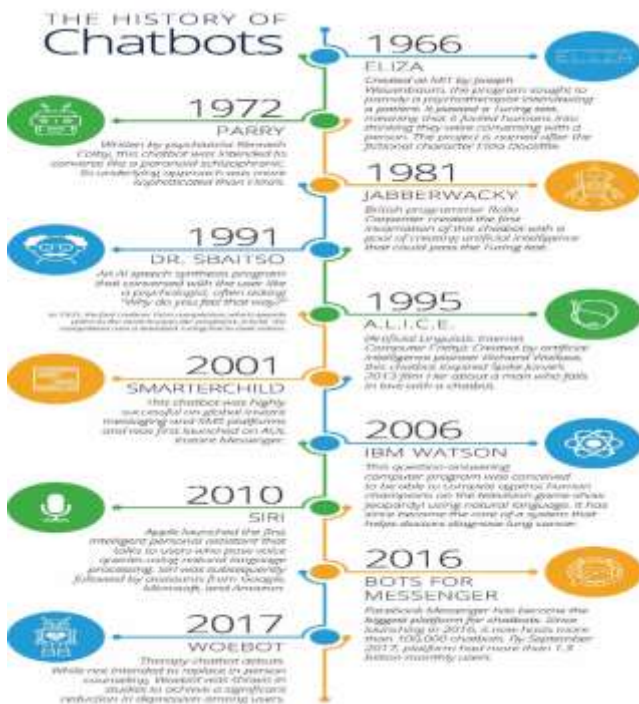 THE HISTORY OF
Chatbots
1966
ELIZA
ELIZA
Created at MIT by Joseph
Weizenbaum, the program sought to
parody a psychotherapist interviewing
a patient. It passed a Turing test,
meaning that it fooled humans into
thinking they were conversing with a
person. The project is named after the
fictional character Eliza Doolittle.
1972
PARRY
Written by psychiatrist Kenneth
Colby, this chatbot was intended to
converse like a paranoid schizophrenic.
Its underlying approach was more
sophisticated than ELIZA's.
1981
JABBERWACKY
British programmer Rollo
Carpenter created the first
incarnation of this chatbot with a
goal of creating artificial intelligence
that could pass the Turing test.
1991
DR. SBAITSO
An AI speech synthesis program
that conversed with the user like
a psychologist, often asking
"Why do you feel that way?"
1995
A.L.I.C.E.
(Artificial Linguistic Internet
Computer Entity). Created by artificial
intelligence pioneer Richard Wallace,
this chatbot inspired Spike Jonze's
2013 film Her about a man who falls
in love with a chatbot.
2001
SMARTERCHILD
This chatbot was highly
successful on global instant
messaging and SMS platforms
and was first launched on AOL
Instant Messenger.
2006
IBM WATSON
This question-answering
computer program was conceived
to be able to compete against human
champions on the television game show
Jeopardy! using natural language. It has
since become the core of a system that
helps doctors diagnose lung cancer.
2010
SIRI
Apple launched the first
intelligent personal assistant that
talks to users who pose voice
queries using natural language
processing. Siri was subsequently
followed by assistants from Google,
Microsoft, and Amazon.
2016
BOTS FOR
MESSENGER
Facebook Messenger has become the
biggest platform for chatbots. Since
launching in 2016, it now hosts more
than 100,000 chatbots. By September
2017, platform had more than 1.3
billion monthly users.
2017
WOEBOT
Therapy chatbot debuts.
While not intended to replace in person
counseling, Woebot was shown in
studies to achieve a significant
reduction in depression among users.